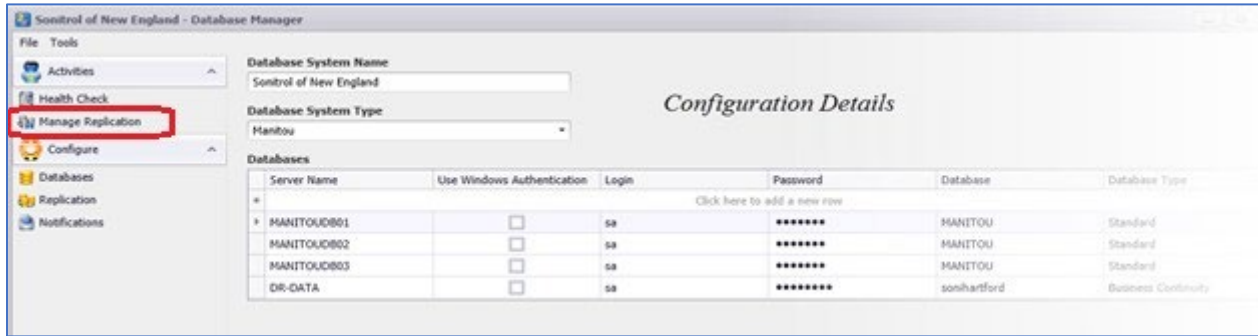 Sonitrol of New England - Database Manager
File Tools
Activities
Health Check
Manage Replication
Configure
Databases
Replication
Notifications
Database System Name
Sonitrol of New England
Database System Type
Manitou
Configuration Details
Databases
Server Name Use Windows Authentication Login Password Database Database Type
Click here to add a new row
MANITOUDB01 sa ●●●●●●● MANITOU Standard
MANITOUDB02 sa ●●●●●●● MANITOU Standard
MANITOUDB03 sa ●●●●●●● MANITOU Standard
DR-DATA sa ●●●●●●●● sonihartford Business Continuity